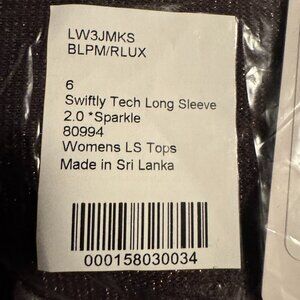 LW3JMKS
BLPM/RLUX
6
Swiftly Tech Long Sleeve
2.0 *Sparkle
80994
Womens LS Tops
Made in Sri Lanka
000158030034